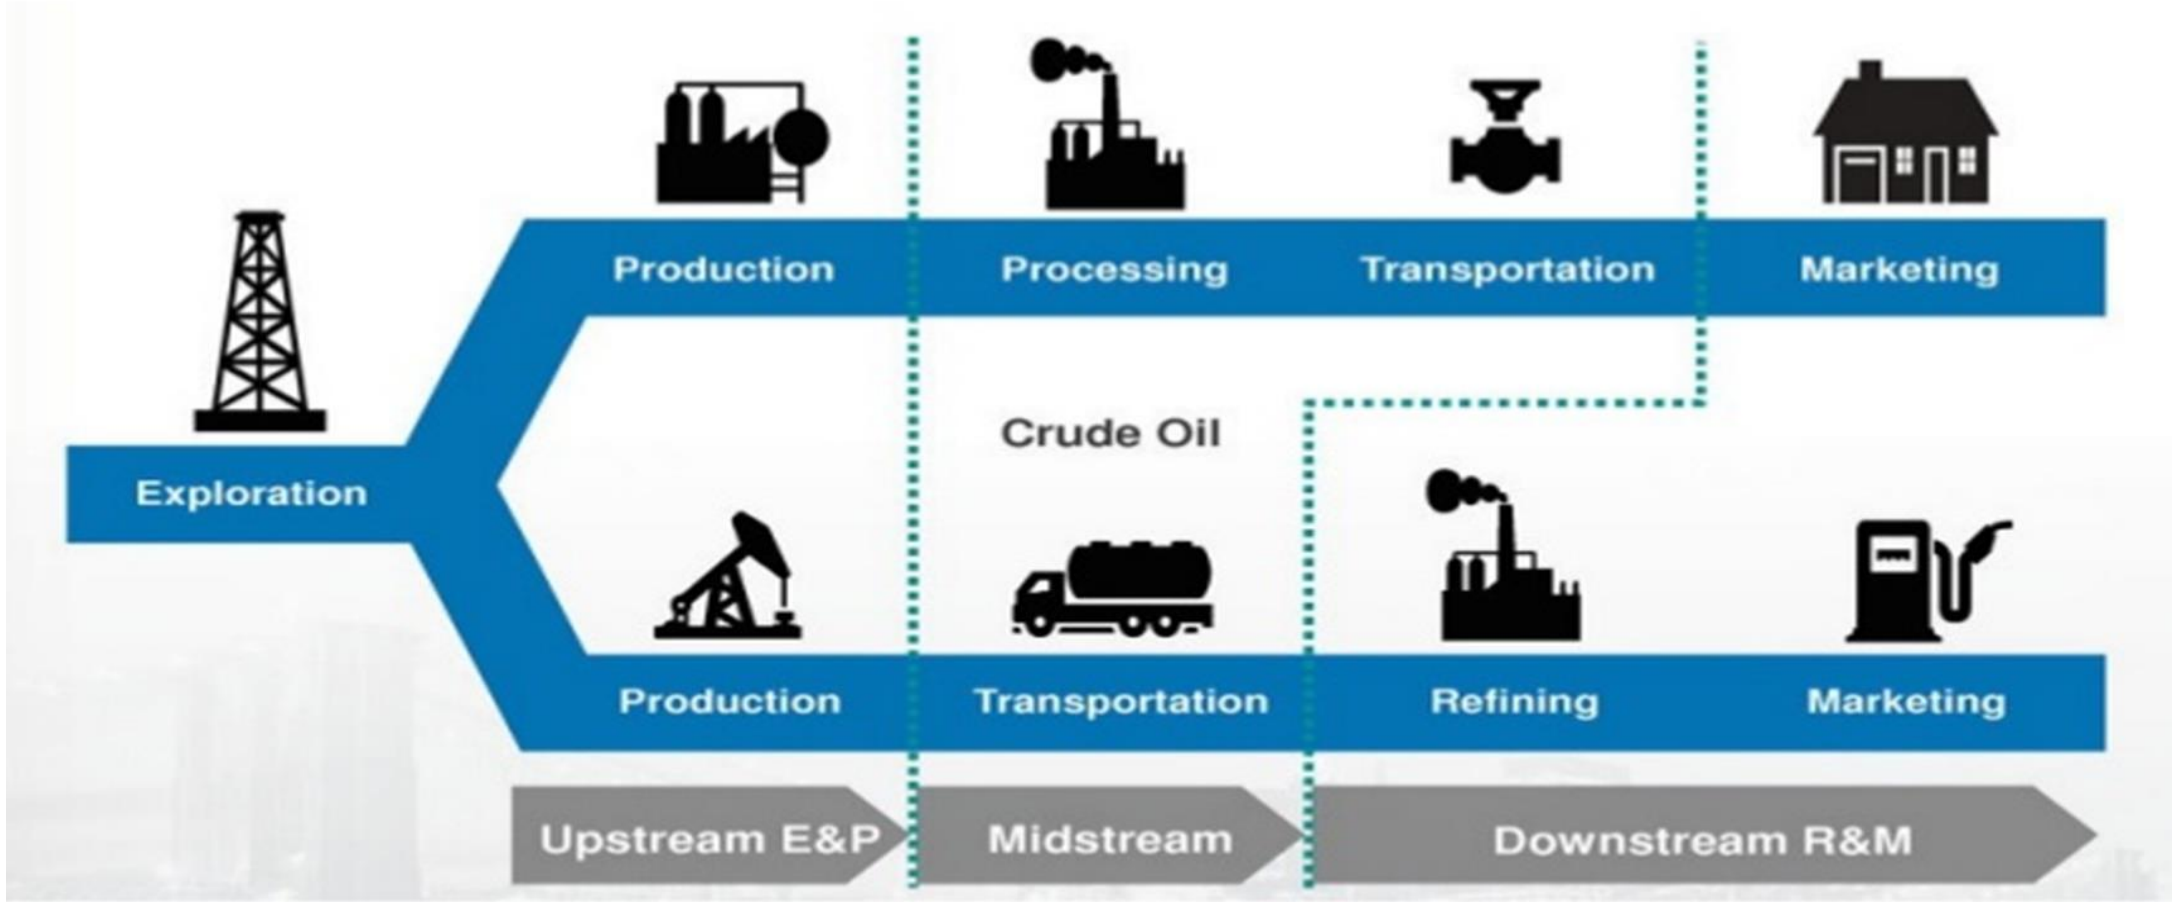 Production
Processing
Transportation
Marketing
Exploration
Crude Oil
Production
Transportation
Refining
Marketing
Upstream E&P
Midstream
Downstream R&M